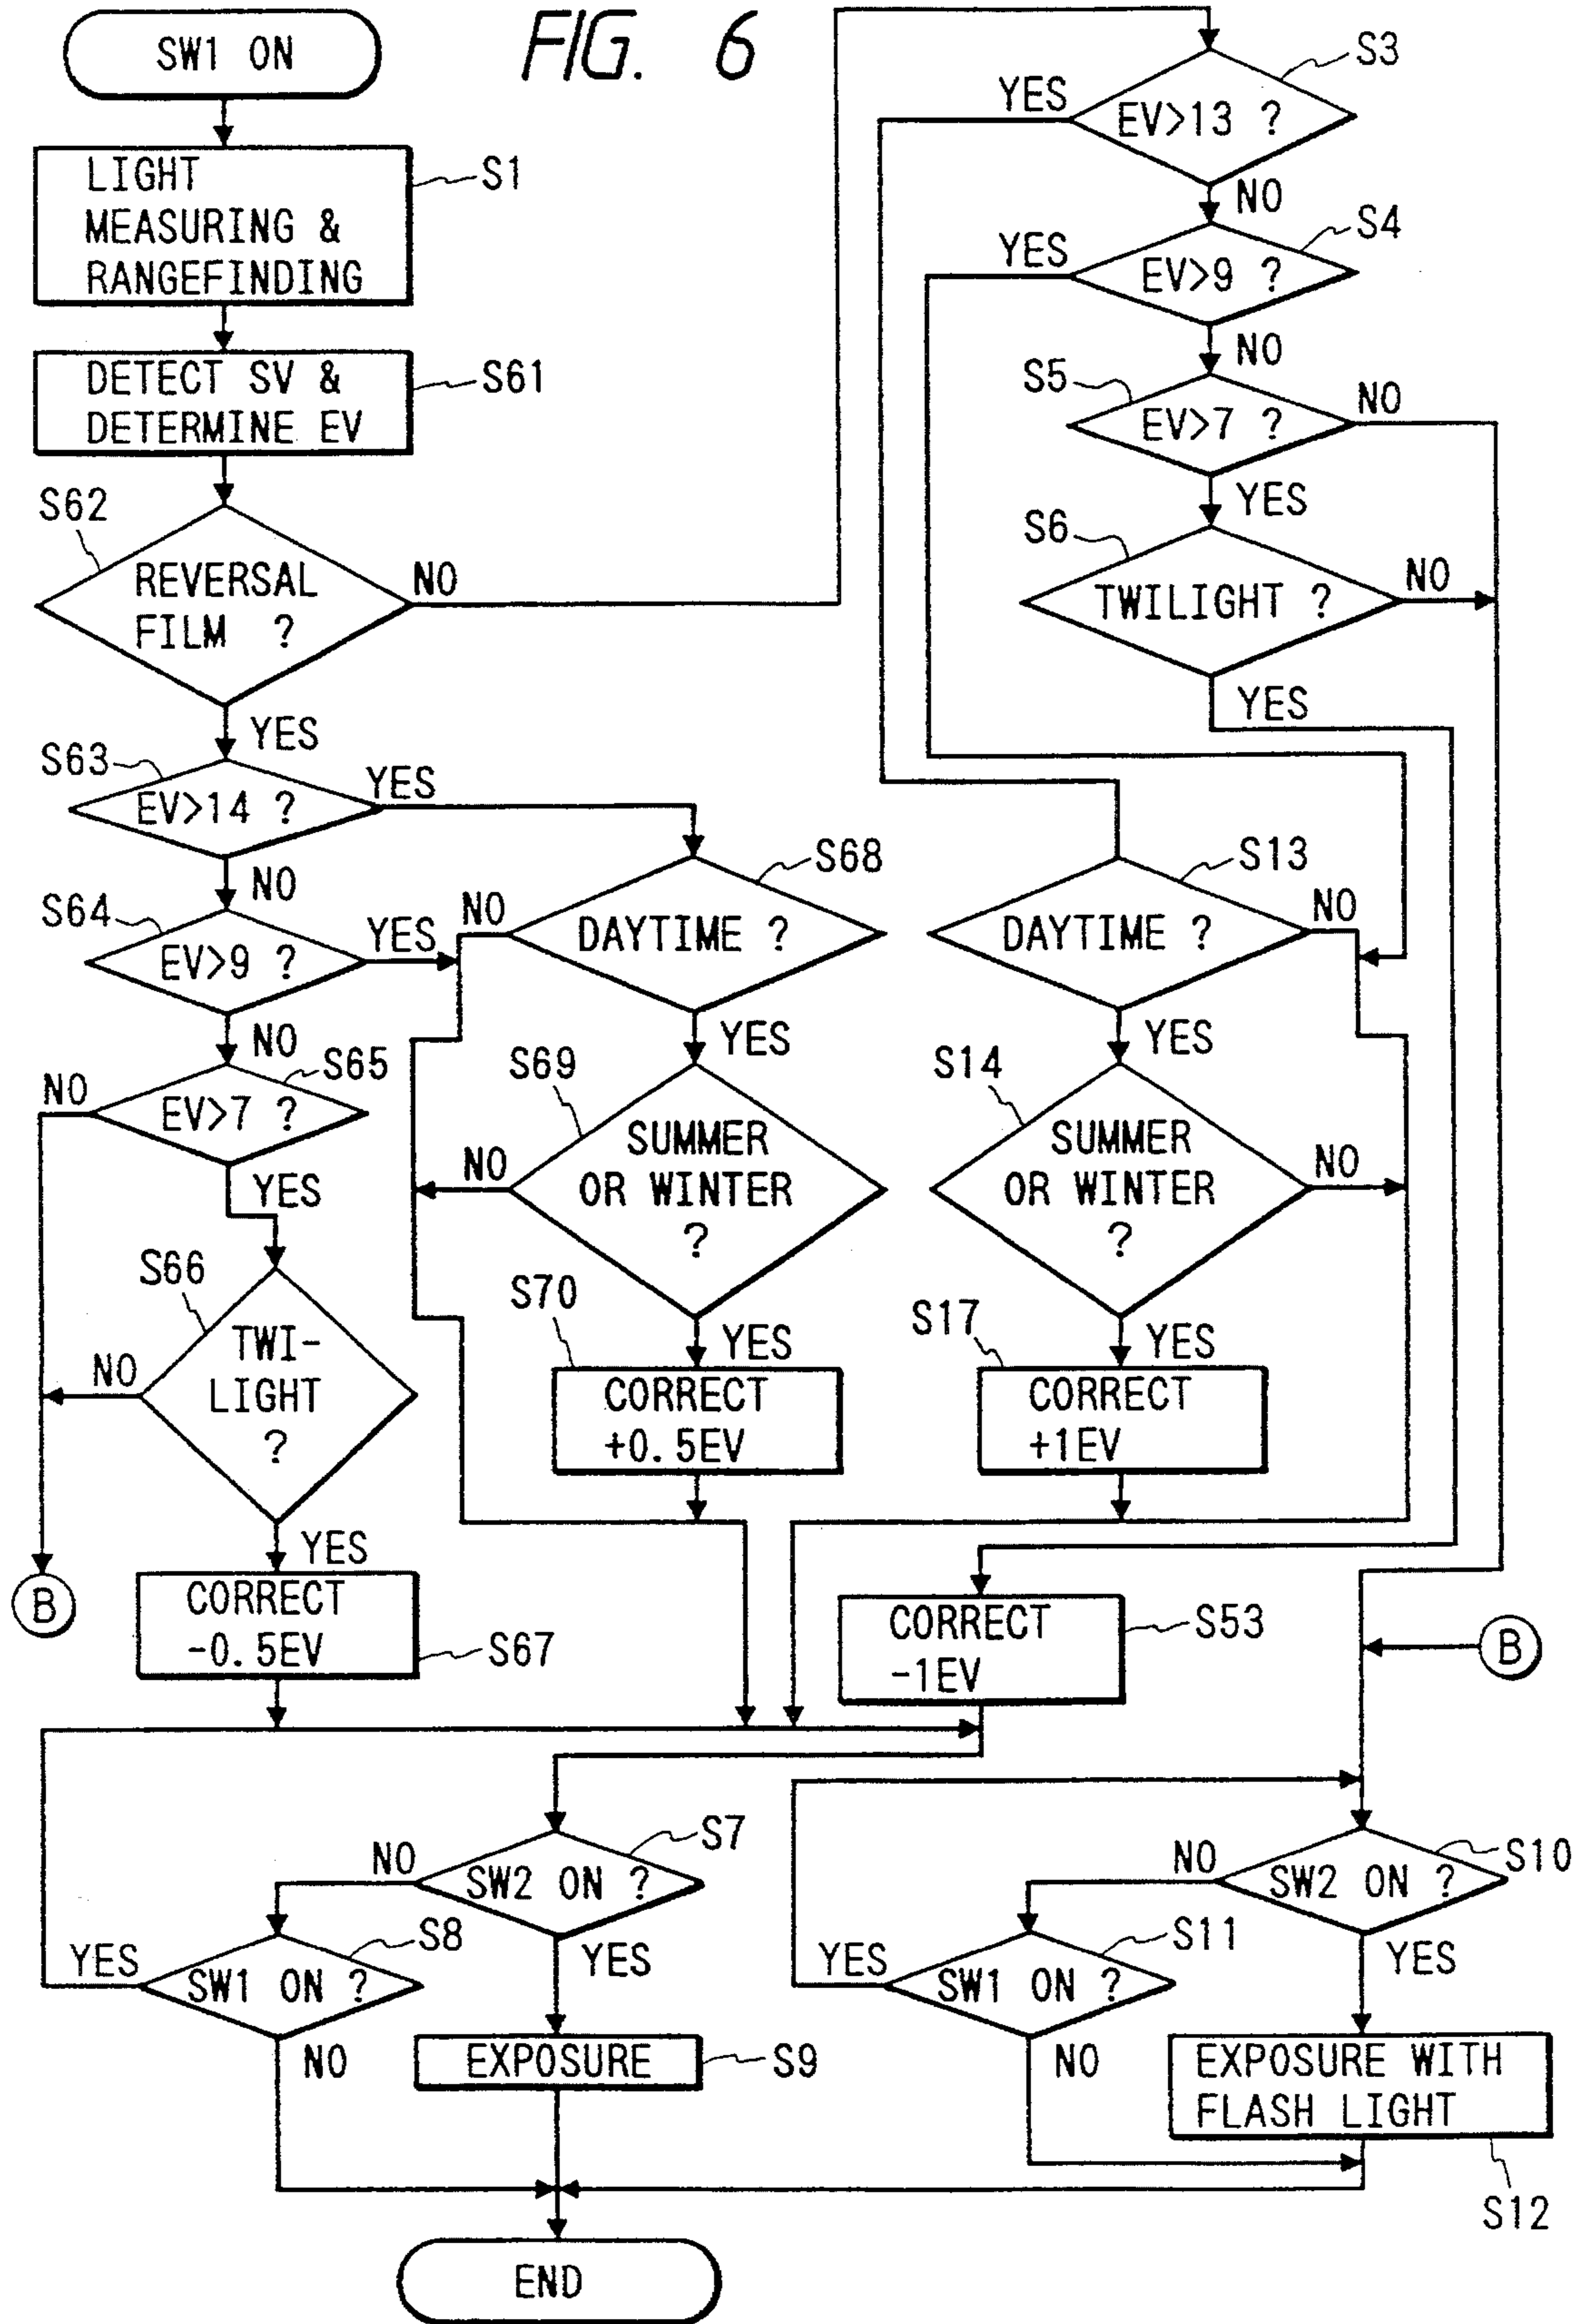 FIG. 6
SW1 ON
LIGHT
MEASURING &
RANGEFINDING
S1
DETECT SV &
DETERMINE EV
S61
S62
REVERSAL
FILM ?
NO
YES
S63
EV>14 ?
YES
NO
S64
EV>9 ?
YES
NO
S65
EV>7 ?
NO
YES
S66
TWI-
LIGHT
?
NO
YES
B
CORRECT
-0.5EV
S67
S68
DAYTIME ?
NO
YES
S69
SUMMER
OR WINTER
?
NO
YES
S70
CORRECT
+0.5EV
S3
EV>13 ?
YES
NO
S4
EV>9 ?
YES
NO
S5
EV>7 ?
NO
YES
S6
TWILIGHT ?
NO
YES
S13
DAYTIME ?
NO
YES
S14
SUMMER
OR WINTER
?
NO
YES
S17
CORRECT
+1EV
CORRECT
-1EV
S53
B
S7
SW2 ON ?
NO
YES
S8
SW1 ON ?
YES
NO
EXPOSURE
S9
S10
SW2 ON ?
NO
YES
S11
SW1 ON ?
YES
NO
EXPOSURE WITH
FLASH LIGHT
S12
END